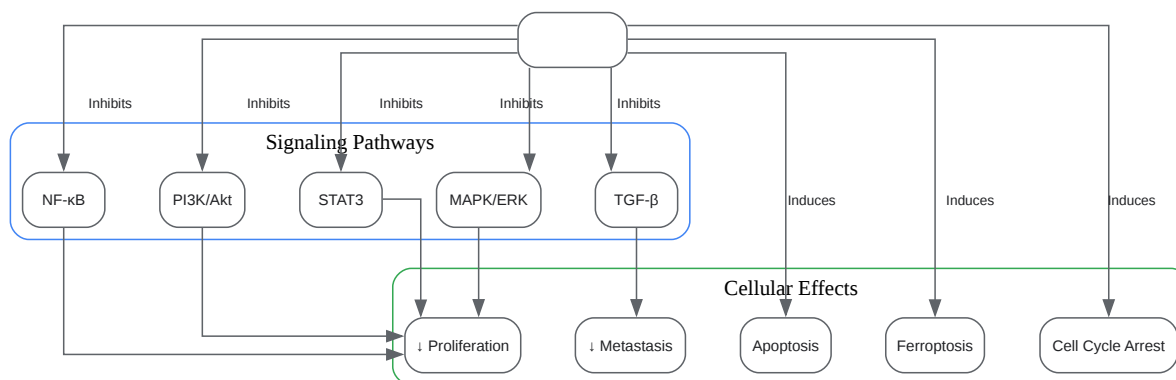 Inhibits
Inhibits
Inhibits
Inhibits
Inhibits
Signaling Pathways
NF-κB
PI3K/Akt
STAT3
MAPK/ERK
TGF-β
Induces
Induces
Induces
Cellular Effects
↓ Proliferation
↓ Metastasis
Apoptosis
Ferroptosis
Cell Cycle Arrest